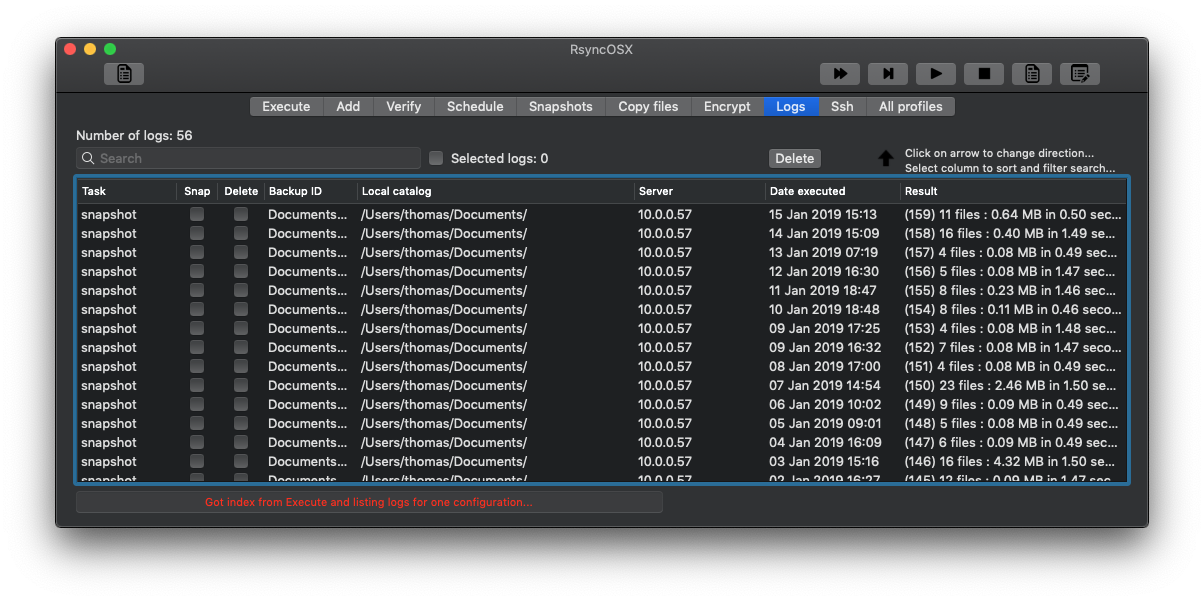 RsyncOSX
Execute Add Verify Schedule Snapshots Copy files Encrypt Logs Ssh All profiles
Number of logs: 56
Search Selected logs: 0 Delete Click on arrow to change direction...
Select column to sort and filter search...
Task Snap Delete Backup ID Local catalog Server Date executed Result
snapshot Documents... /Users/thomas/Documents/ 10.0.0.57 15 Jan 2019 15:13 (159) 11 files : 0.64 MB in 0.50 sec...
snapshot Documents... /Users/thomas/Documents/ 10.0.0.57 14 Jan 2019 15:09 (158) 16 files : 0.40 MB in 1.49 se...
snapshot Documents... /Users/thomas/Documents/ 10.0.0.57 13 Jan 2019 07:19 (157) 4 files : 0.08 MB in 0.49 sec...
snapshot Documents... /Users/thomas/Documents/ 10.0.0.57 12 Jan 2019 16:30 (156) 5 files : 0.08 MB in 1.47 sec...
snapshot Documents... /Users/thomas/Documents/ 10.0.0.57 11 Jan 2019 18:47 (155) 8 files : 0.23 MB in 1.46 sec...
snapshot Documents... /Users/thomas/Documents/ 10.0.0.57 10 Jan 2019 18:48 (154) 8 files : 0.11 MB in 0.46 seco...
snapshot Documents... /Users/thomas/Documents/ 10.0.0.57 09 Jan 2019 17:25 (153) 4 files : 0.08 MB in 1.48 sec...
snapshot Documents... /Users/thomas/Documents/ 10.0.0.57 09 Jan 2019 16:32 (152) 7 files : 0.08 MB in 1.47 seco...
snapshot Documents... /Users/thomas/Documents/ 10.0.0.57 08 Jan 2019 17:00 (151) 4 files : 0.08 MB in 0.49 sec...
snapshot Documents... /Users/thomas/Documents/ 10.0.0.57 07 Jan 2019 14:54 (150) 23 files : 2.46 MB in 1.50 se...
snapshot Documents... /Users/thomas/Documents/ 10.0.0.57 06 Jan 2019 10:02 (149) 9 files : 0.09 MB in 0.49 sec...
snapshot Documents... /Users/thomas/Documents/ 10.0.0.57 05 Jan 2019 09:01 (148) 5 files : 0.08 MB in 0.49 sec...
snapshot Documents... /Users/thomas/Documents/ 10.0.0.57 04 Jan 2019 16:09 (147) 6 files : 0.09 MB in 0.49 sec...
snapshot Documents... /Users/thomas/Documents/ 10.0.0.57 03 Jan 2019 15:16 (146) 16 files : 4.32 MB in 1.50 se...
snapshot Documents... /Users/thomas/Documents/ 10.0.0.57 02 Jan 2019 16:27 (145) 12 files : 0.09 MB in 1.47 sec...
Got index from Execute and listing logs for one configuration...